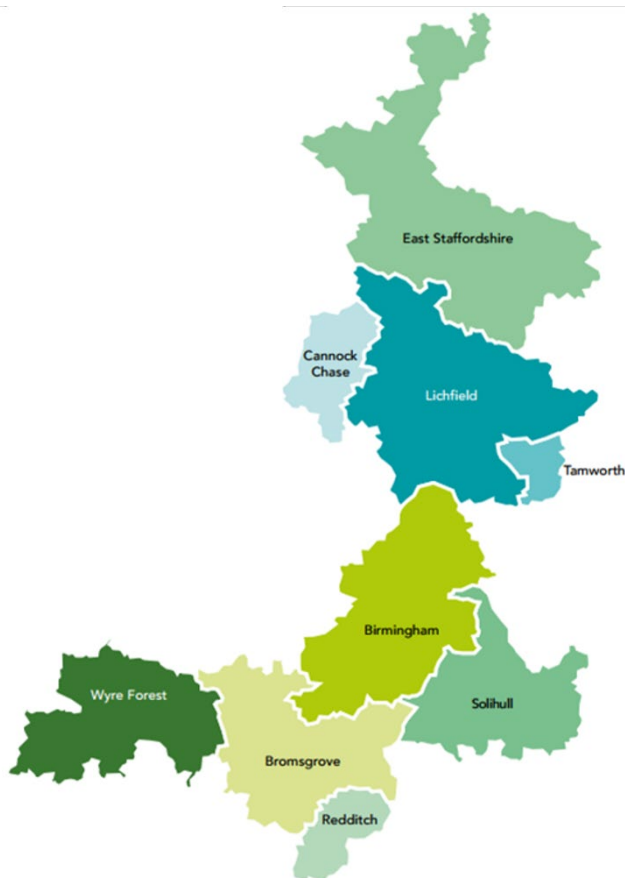 East Staffordshire
Cannock
Chase
Lichfield
Tamworth
Birmingham
Wyre Forest
Solihull
Bromsgrove
Redditch